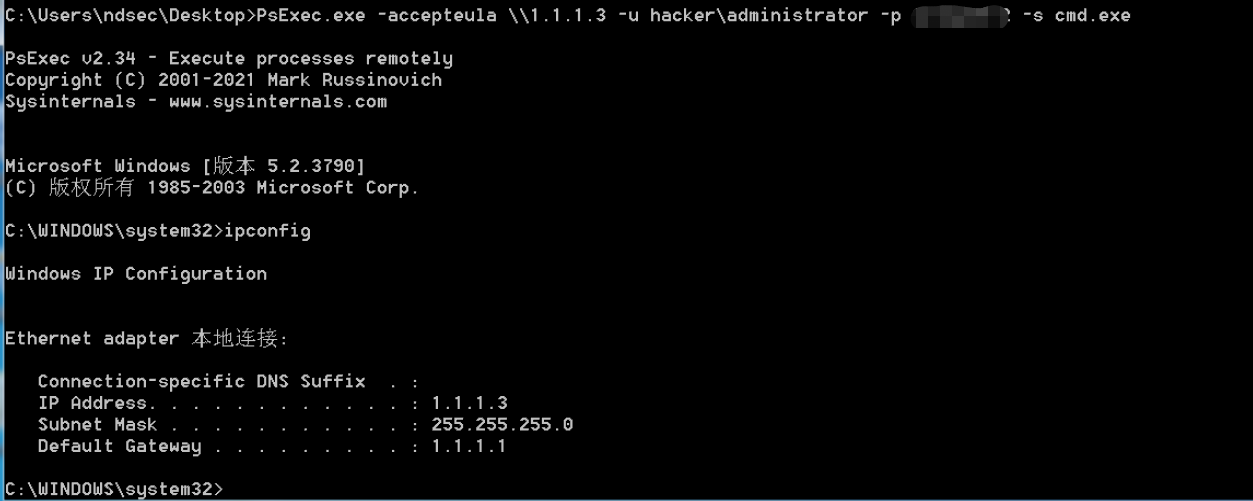 C:\Users\ndsec\Desktop>PsExec.exe -accepteula \\1.1.1.3 -u hacker\administrator -p 2 -s cmd.exe
PsExec v2.34 - Execute processes remotely
Copyright (C) 2001-2021 Mark Russinovich
Sysinternals - www.sysinternals.com
Microsoft Windows [版本 5.2.3790]
(C) 版权所有 1985-2003 Microsoft Corp.
C:\WINDOWS\system32>ipconfig
Windows IP Configuration
Ethernet adapter 本地连接:
Connection-specific DNS Suffix . :
IP Address. . . . . . . . . . . . : 1.1.1.3
Subnet Mask . . . . . . . . . . . : 255.255.255.0
Default Gateway . . . . . . . . . : 1.1.1.1
C:\WINDOWS\system32>